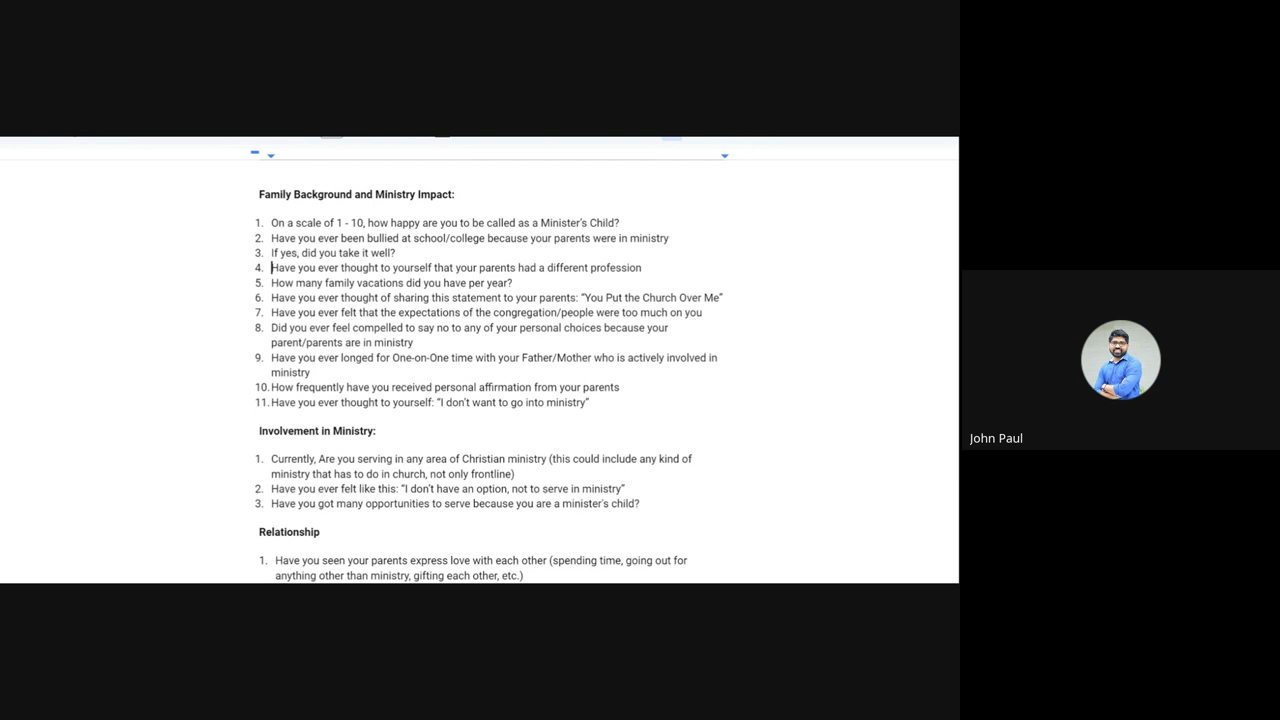 Family Background and Ministry Impact:
1. On a scale of 1 - 10, how happy are you to be called as a Minister's Child?
2. Have you ever been bullied at school/college because your parents were in ministry
3. If yes, did you take it well?
4. Have you ever thought to yourself that your parents had a different profession
5. How many family vacations did you have per year?
6. Have you ever thought of sharing this statement to your parents: “You Put the Church Over Me”
7. Have you ever felt that the expectations of the congregation/people were too much on you
8. Did you ever feel compelled to say no to any of your personal choices because your
parent/parents are in ministry
9. Have you ever longed for One-on-One time with your Father/Mother who is actively involved in
ministry
10. How frequently have you received personal affirmation from your parents
11. Have you ever thought to yourself: “I don't want to go into ministry”
Involvement in Ministry:
1. Currently, Are you serving in any area of Christian ministry (this could include any kind of
ministry that has to do in church, not only frontline)
2. Have you ever felt like this: “I don't have an option, not to serve in ministry”
3. Have you got many opportunities to serve because you are a minister's child?
Relationship
1. Have you seen your parents express love with each other (spending time, going out for
anything other than ministry, gifting each other, etc.)
John Paul